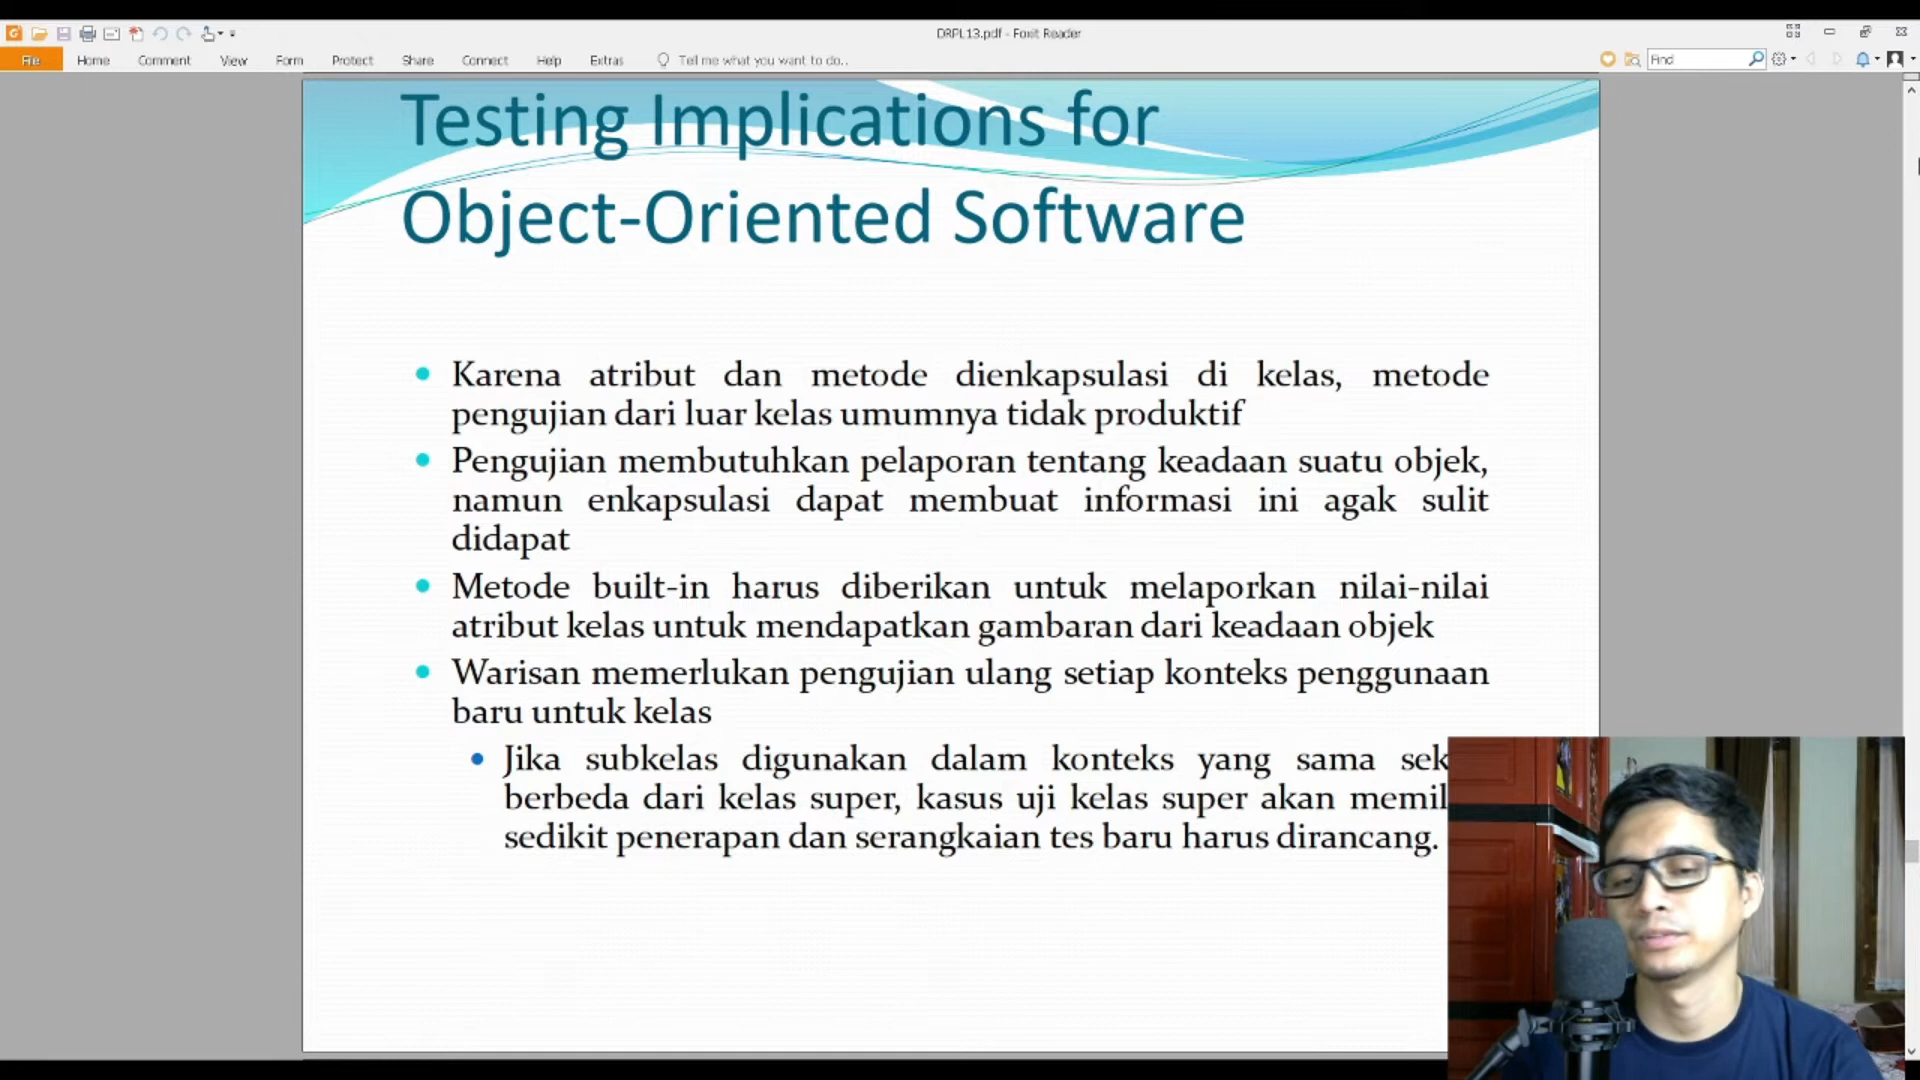 DRPL13.pdf - Foxit Reader
File Home Comment View Form Protect Share Connect Help Extras Tell me what you want to do.. Find
Testing Implications for
Object-Oriented Software
Karena atribut dan metode dienkapsulasi di kelas, metode
pengujian dari luar kelas umumnya tidak produktif
Pengujian membutuhkan pelaporan tentang keadaan suatu objek,
namun enkapsulasi dapat membuat informasi ini agak sulit
didapat
Metode built-in harus diberikan untuk melaporkan nilai-nilai
atribut kelas untuk mendapatkan gambaran dari keadaan objek
Warisan memerlukan pengujian ulang setiap konteks penggunaan
baru untuk kelas
Jika subkelas digunakan dalam konteks yang sama
berbeda dari kelas super, kasus uji kelas super akan
sedikit penerapan dan serangkaian tes baru harus dirancang.